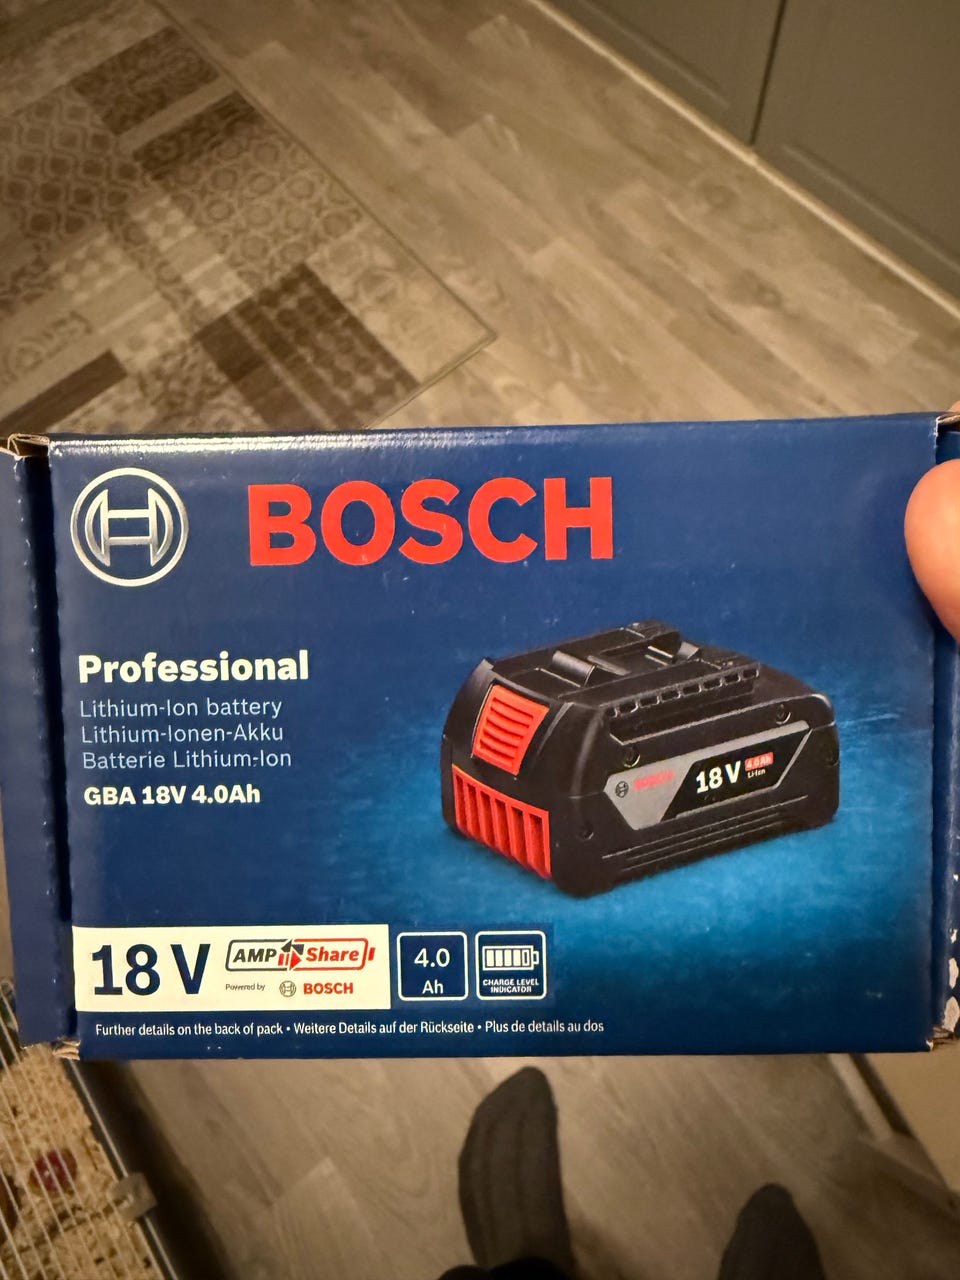 BOSCH
Professional
Lithium-Ion battery
Lithium-Ionen-Akku
Batterie Lithium-Ion
GBA 18V 4.0Ah
BOSCH
18V
4.0Ah
Li-Ion
18 V
AMP Share
Powered by BOSCH
4.0
Ah
CHARGE LEVEL
INDICATOR
Further details on the back of pack • Weitere Details auf der Rückseite • Plus de details au dos